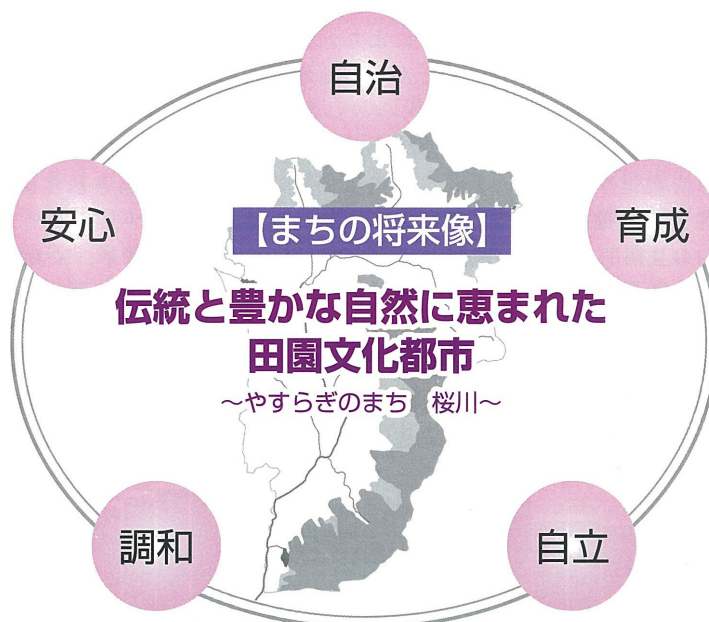 自治
安心
育成
【まちの将来像】
伝統と豊かな自然に恵まれた
田園文化都市
～やすらぎのまち　桜川～
調和
自立